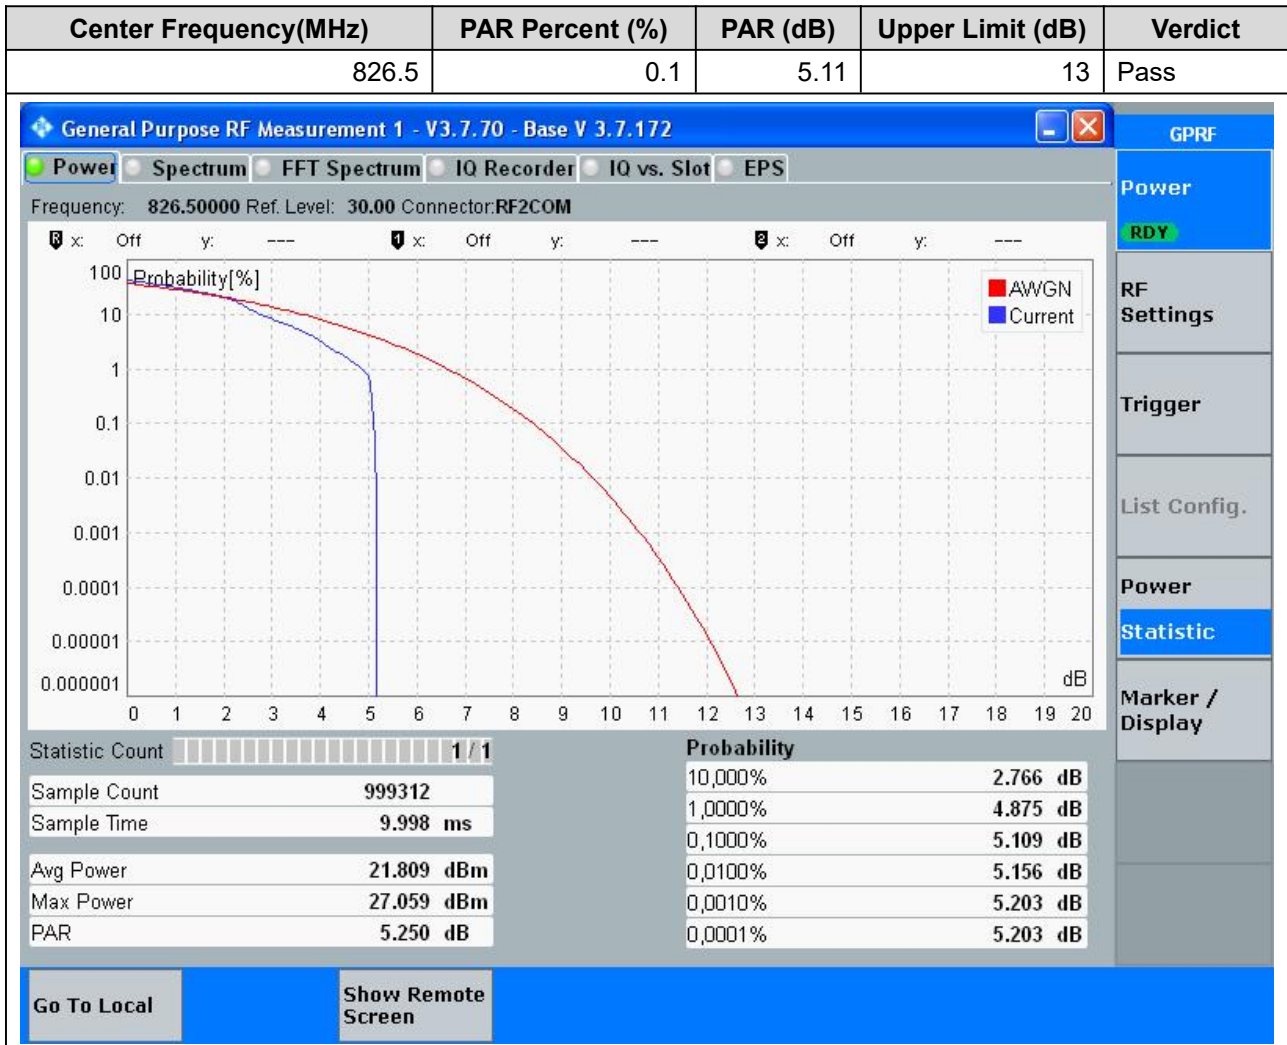 Center Frequency(MHz) PAR Percent (%) PAR (dB) Upper Limit (dB) Verdict
826.5 0.1 5.11 13 Pass
General Purpose RF Measurement 1 - V3.7.70 - Base V 3.7.172
GPRF
Power Spectrum FFT Spectrum IQ Recorder IQ vs. Slot EPS
Frequency: 826.50000 Ref. Level: 30.00 Connector:RF2COM
R x: Off y: --- 1 x: Off y: --- 2 x: Off y: ---
Probability[%]
AWGN
Current
100
10
1
0.1
0.01
0.001
0.0001
0.00001
0.000001
dB
0 1 2 3 4 5 6 7 8 9 10 11 12 13 14 15 16 17 18 19 20
Statistic Count 1 / 1
Sample Count 999312
Sample Time 9.998 ms
Avg Power 21.809 dBm
Max Power 27.059 dBm
PAR 5.250 dB
Probability
10,000% 2.766 dB
1,0000% 4.875 dB
0,1000% 5.109 dB
0,0100% 5.156 dB
0,0010% 5.203 dB
0,0001% 5.203 dB
Power
RDY
RF
Settings
Trigger
List Config.
Power
Statistic
Marker /
Display
Go To Local
Show Remote
Screen